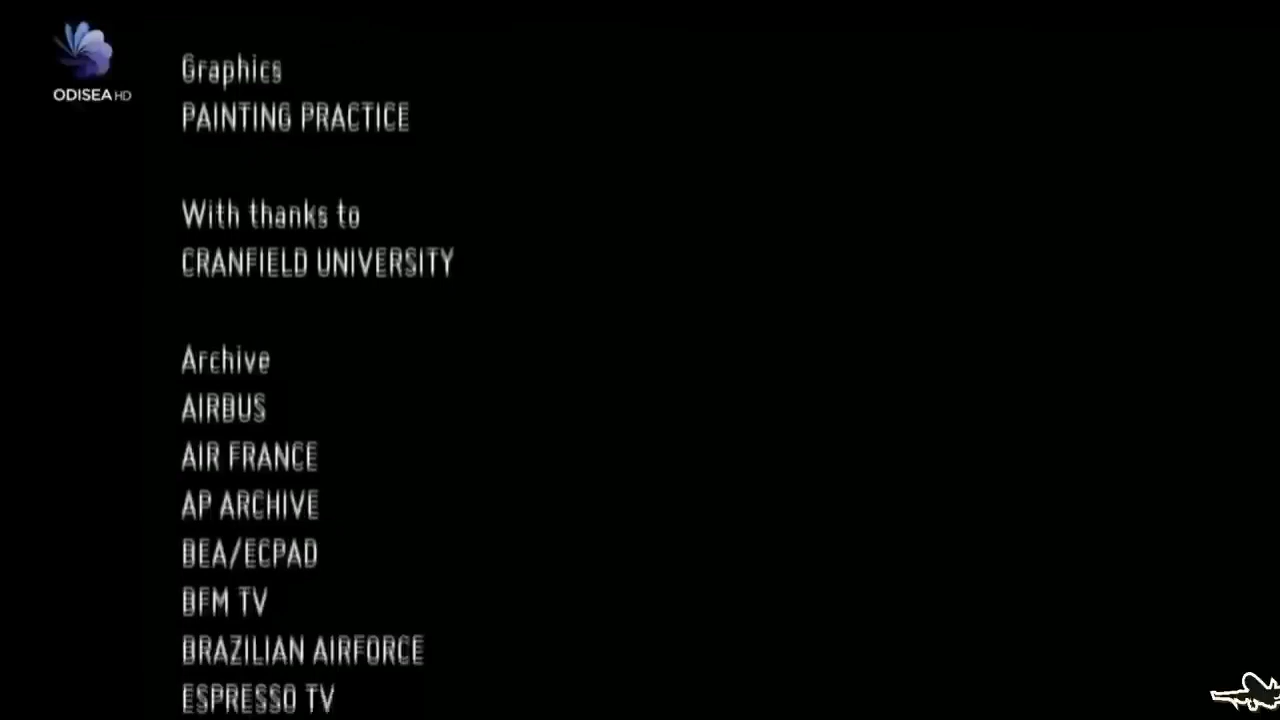 ODISEA HD
Graphics
PAINTING PRACTICE
With thanks to
CRANFIELD UNIVERSITY
Archive
AIRBUS
AIR FRANCE
AP ARCHIVE
BEA/ECPAD
BFM TV
BRAZILIAN AIRFORCE
ESPRESSO TV